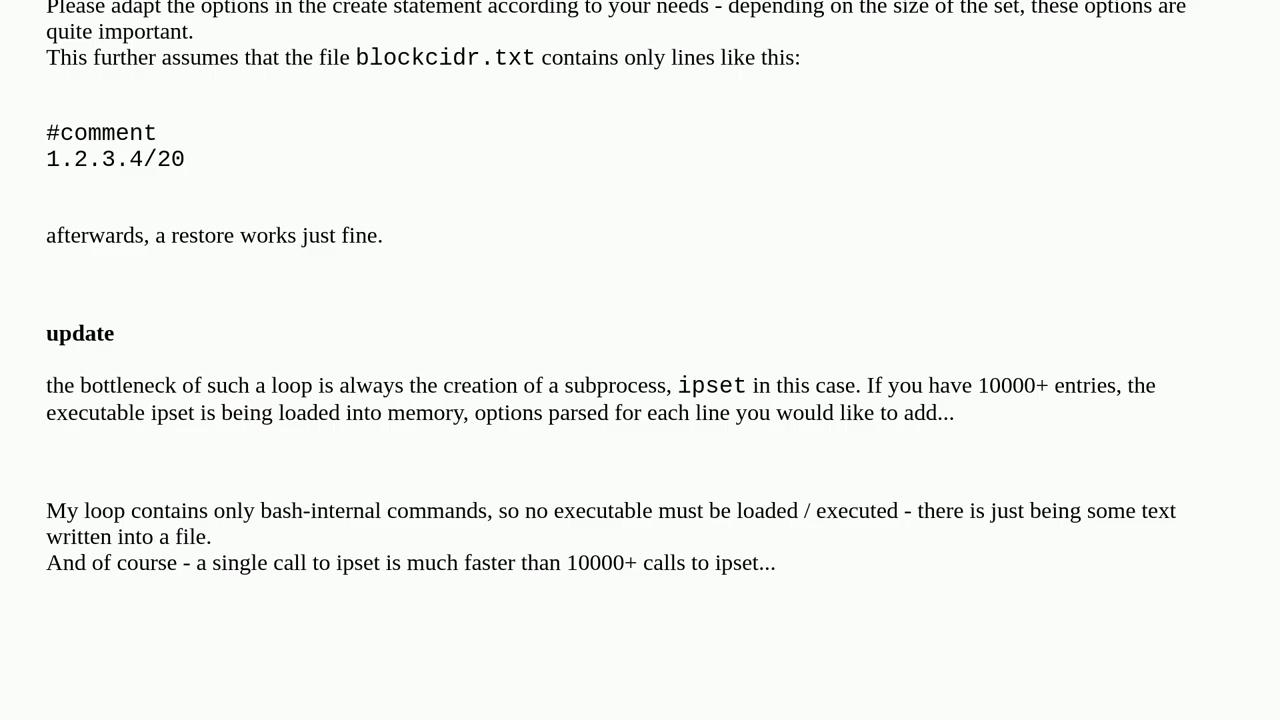 Please adapt the options in the create statement according to your needs - depending on the size of the set, these options are
quite important.
This further assumes that the file blockcidr.txt contains only lines like this:
#comment
1.2.3.4/20
afterwards, a restore works just fine.
update
the bottleneck of such a loop is always the creation of a subprocess, ipset in this case. If you have 10000+ entries, the
executable ipset is being loaded into memory, options parsed for each line you would like to add...
My loop contains only bash-internal commands, so no executable must be loaded / executed - there is just being some text
written into a file.
And of course - a single call to ipset is much faster than 10000+ calls to ipset...